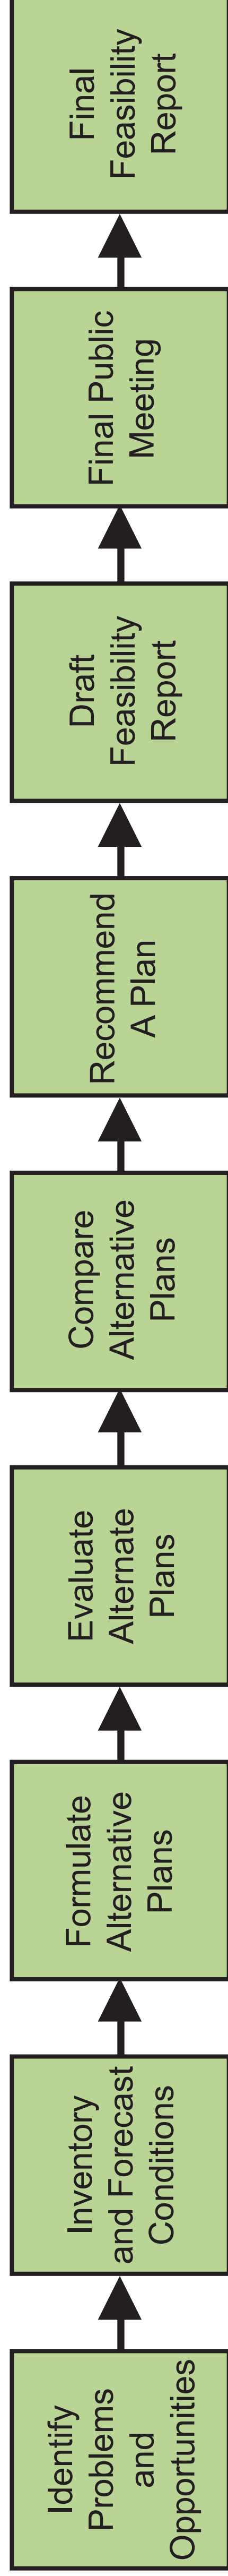 Identify
Problems
and
Opportunities
Inventory
and Forecast
Conditions
Formulate
Alternative
Plans
Evaluate
Alternate
Plans
Compare
Alternative
Plans
Recommend
A Plan
Draft
Feasibility
Report
Final Public
Meeting
Final
Feasibility
Report